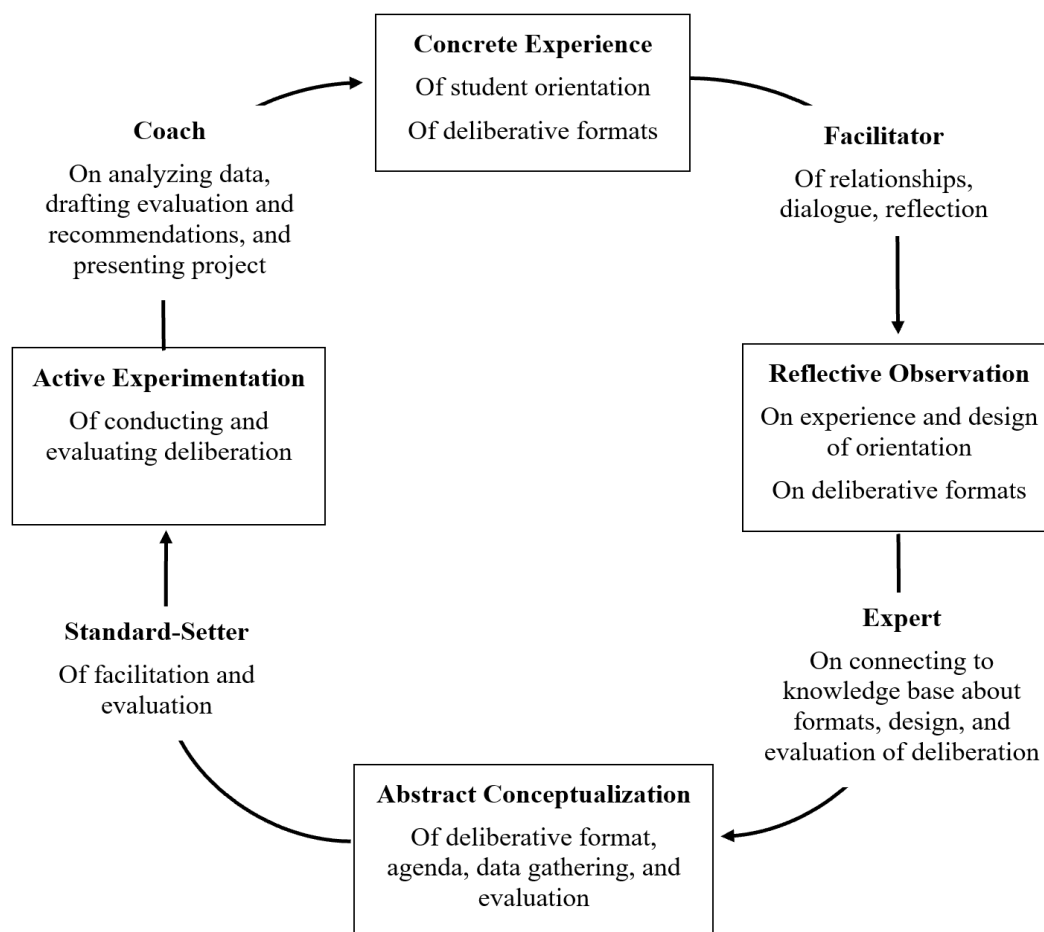 Concrete Experience
Of student orientation
Of deliberative formats
Facilitator
Of relationships,
dialogue, reflection
Reflective Observation
On experience and design
of orientation
On deliberative formats
Expert
On connecting to
knowledge base about
formats, design, and
evaluation of deliberation
Abstract Conceptualization
Of deliberative format,
agenda, data gathering, and
evaluation
Standard-Setter
Of facilitation and
evaluation
Active Experimentation
Of conducting and
evaluating deliberation
Coach
On analyzing data,
drafting evaluation and
recommendations, and
presenting project